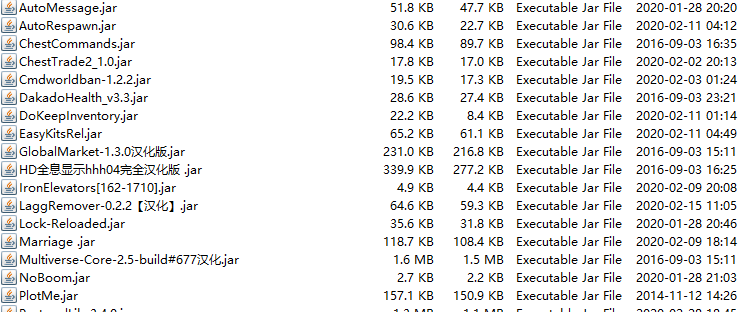 AutoMessage.jar 51.8 KB 47.7 KB Executable Jar File 2020-01-28 20:20
AutoRespawn.jar 30.6 KB 22.7 KB Executable Jar File 2020-02-11 04:12
ChestCommands.jar 98.4 KB 89.7 KB Executable Jar File 2016-09-03 16:35
ChestTrade2_1.0.jar 17.8 KB 17.0 KB Executable Jar File 2020-02-02 20:13
Cmdworldban-1.2.2.jar 19.5 KB 17.3 KB Executable Jar File 2020-02-03 01:24
DakadoHealth_v3.3.jar 28.6 KB 27.4 KB Executable Jar File 2016-09-03 23:21
DoKeepInventory.jar 22.2 KB 8.4 KB Executable Jar File 2020-02-11 01:14
EasyKitsRel.jar 65.2 KB 61.1 KB Executable Jar File 2020-02-11 04:49
GlobalMarket-1.3.0汉化版.jar 231.0 KB 216.8 KB Executable Jar File 2016-09-03 15:11
HD全息显示hhh04完全汉化版 .jar 339.9 KB 277.2 KB Executable Jar File 2016-09-03 16:25
IronElevators[162-1710].jar 4.9 KB 4.4 KB Executable Jar File 2020-02-09 20:08
LaggRemover-0.2.2【汉化】.jar 64.6 KB 59.3 KB Executable Jar File 2020-02-15 11:05
Lock-Reloaded.jar 35.6 KB 31.8 KB Executable Jar File 2020-01-28 20:46
Marriage .jar 118.7 KB 108.4 KB Executable Jar File 2020-02-09 18:14
Multiverse-Core-2.5-build#677汉化.jar 1.6 MB 1.5 MB Executable Jar File 2016-09-03 15:11
NoBoom.jar 2.7 KB 2.2 KB Executable Jar File 2020-01-28 21:03
PlotMe.jar 157.1 KB 150.9 KB Executable Jar File 2014-11-12 14:26